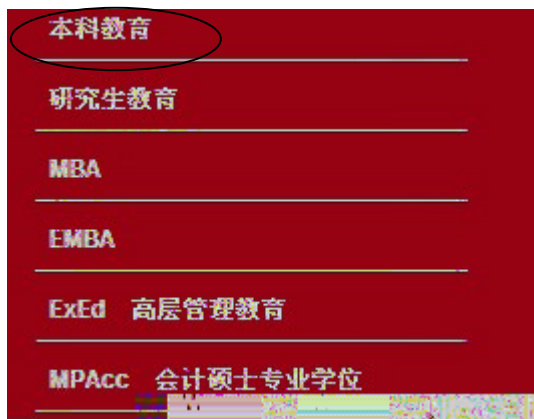 本科教育
研究生教育
MBA
EMBA
ExEd 高层管理教育
MPAcc 会计硕士专业学位